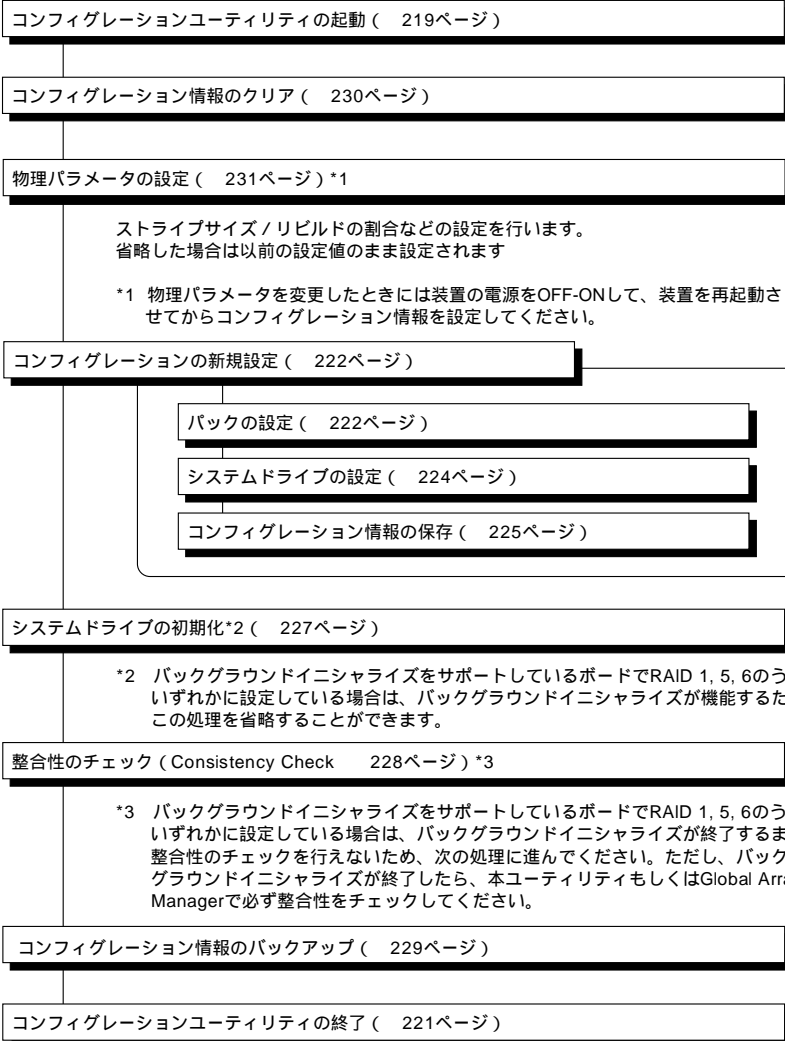 コンフィグレーションユーティリティの起動（　219ページ）
コンフィグレーション情報のクリア（　230ページ）
物理パラメータの設定（　231ページ）*1
ストライプサイズ / リビルドの割合などの設定を行います。
省略した場合は以前の設定値のまま設定されます
*1 物理パラメータを変更したときには装置の電源をOFF-ONして、装置を再起動さ
せてからコンフィグレーション情報を設定してください。
コンフィグレーションの新規設定（　222ページ）
パックの設定（　222ページ）
システムドライブの設定（　224ページ）
コンフィグレーション情報の保存（　225ページ）
システムドライブの初期化*2（　227ページ）
*2 バックグラウンドイニシャライズをサポートしているボードでRAID 1, 5, 6のう
いずれかに設定している場合は、バックグラウンドイニシャライズが機能するた
この処理を省略することができます。
整合性のチェック（Consistency Check　228ページ）*3
*3 バックグラウンドイニシャライズをサポートしているボードでRAID 1, 5, 6のう
いずれかに設定している場合は、バックグラウンドイニシャライズが終了するま
整合性のチェックを行えないため、次の処理に進んでください。ただし、バック
グラウンドイニシャライズが終了したら、本ユーティリティもしくはGlobal Arra
Managerで必ず整合性をチェックしてください。
コンフィグレーション情報のバックアップ（　229ページ）
コンフィグレーションユーティリティの終了（　221ページ）